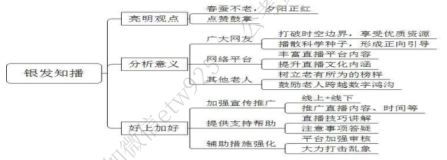 银发知播
亮明观点
春蚕不老，夕阳正红
点赞鼓掌
分析意义
广大网友
打破时空边界，享受优质资源
播散科学种子，形成正向引导
网络平台
丰富直播平台内容
提升直播文化内涵
其他老人
树立老有所为的榜样
鼓励老人跨越数字鸿沟
好上加好
加强宣传推广
线上+线下
推广直播内容、时间等
提供支持帮助
直播技巧讲解
注意事项答疑
辅助措施强化
平台加强审核
大力打击乱象